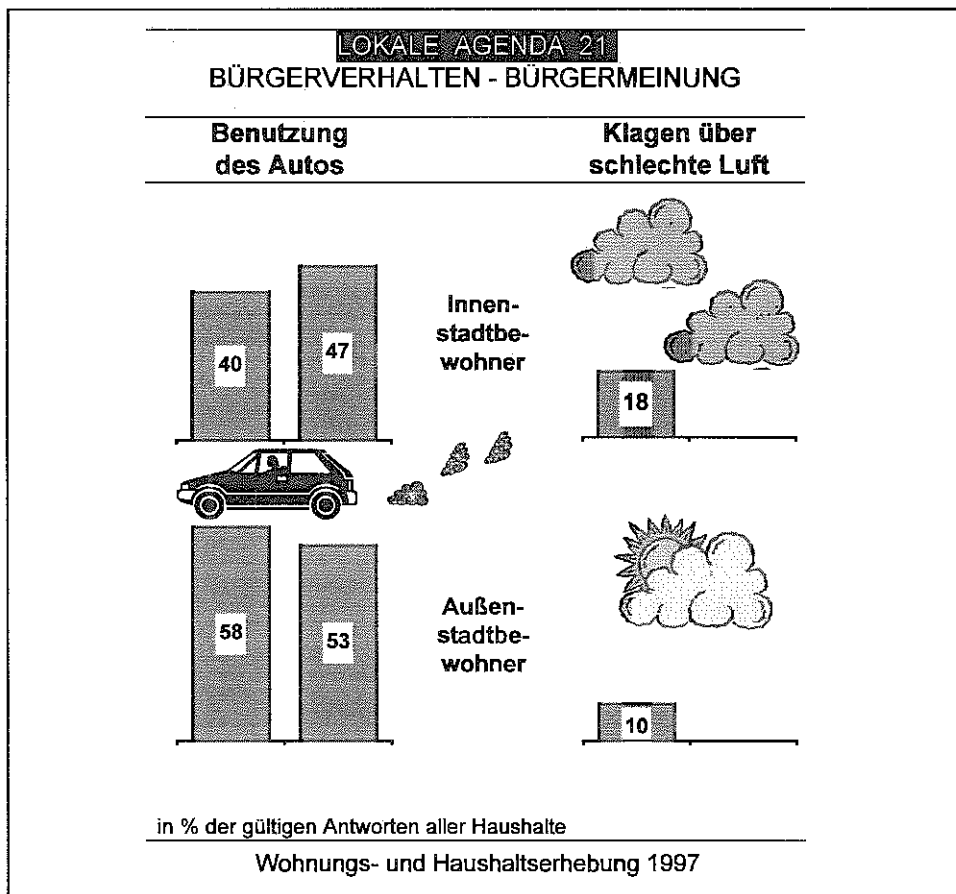 LOKALE AGENDA 21
BÜRGERVERHALTEN - BÜRGERMEINUNG
Benutzung
des Autos
Klagen über
schlechte Luft
40
47
Innen-
stadtbe-
wohner
18
58
53
Außen-
stadtbe-
wohner
10
in % der gültigen Antworten aller Haushalte
Wohnungs- und Haushaltserhebung 1997